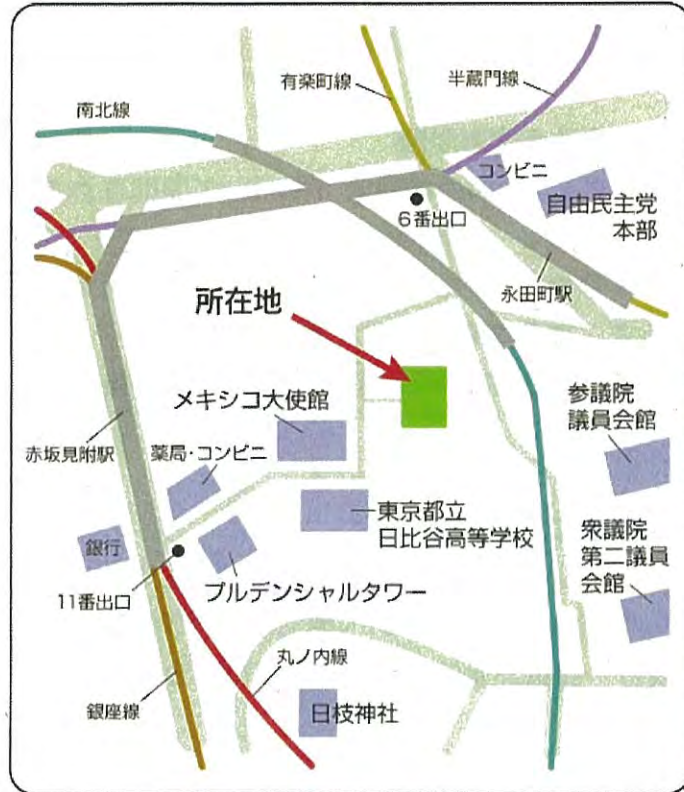 有楽町線
半蔵門線
南北線
コンビニ
自由民主党
本部
6番出口
永田町駅
所在地
メキシコ大使館
参議院
議員会館
赤坂見附駅
薬局・コンビニ
東京都立
日比谷高等学校
銀行
衆議院
第二議員
会館
プルデンシャルタワー
11番出口
丸ノ内線
銀座線
日枝神社